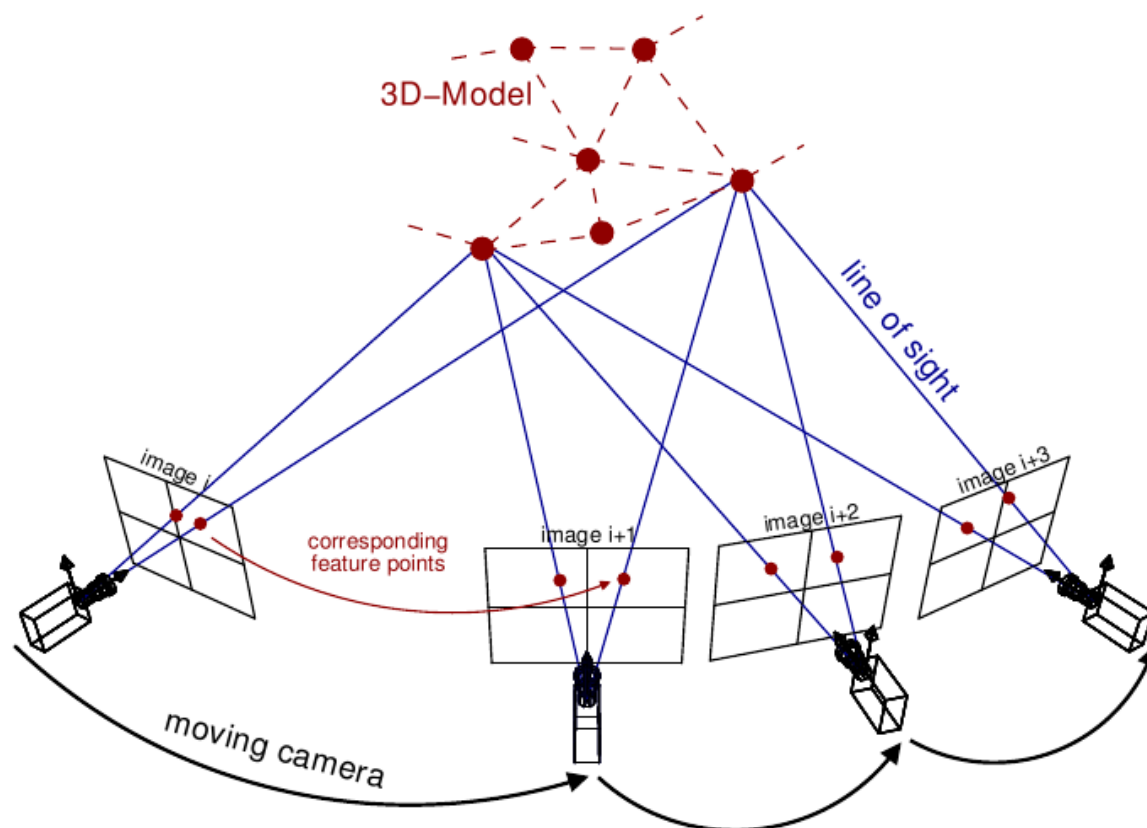 3D-Model
line of sight
image i
image i+1
image i+2
image i+3
corresponding
feature points
moving camera